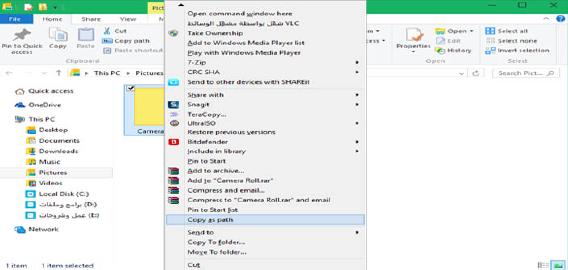 Pictu
File
Home
Share
View
Man
Pin to Quick access
Copy
Paste
Cut
Copy path
Paste shortcut
Clipboard
Properties
Open
Edit
History
Open
Select all
Select none
Invert selection
Select
This PC
Pictures
Search Pict...
Quick access
OneDrive
This PC
Desktop
Documents
Downloads
Music
Pictures
Videos
Local Disk (C:)
برامج وملفات (D:)
عمل وشروحات (E:)
Network
Camera
Open command window here
شغّل بواسطة مشغّل الوسائط VLC
Take Ownership
Add to Windows Media Player list
Play with Windows Media Player
7-Zip
CRC SHA
Send to other devices with SHAREit
Share with
Snagit
TeraCopy...
UltraISO
Restore previous versions
Bitdefender
Include in library
Pin to Start
Add to archive...
Add to "Camera Roll.rar"
Compress and email...
Compress to "Camera Roll.rar" and email
Pin to Start list
Copy as path
Send to
Copy To folder...
Move To folder...
Cut
1 item
1 item selected